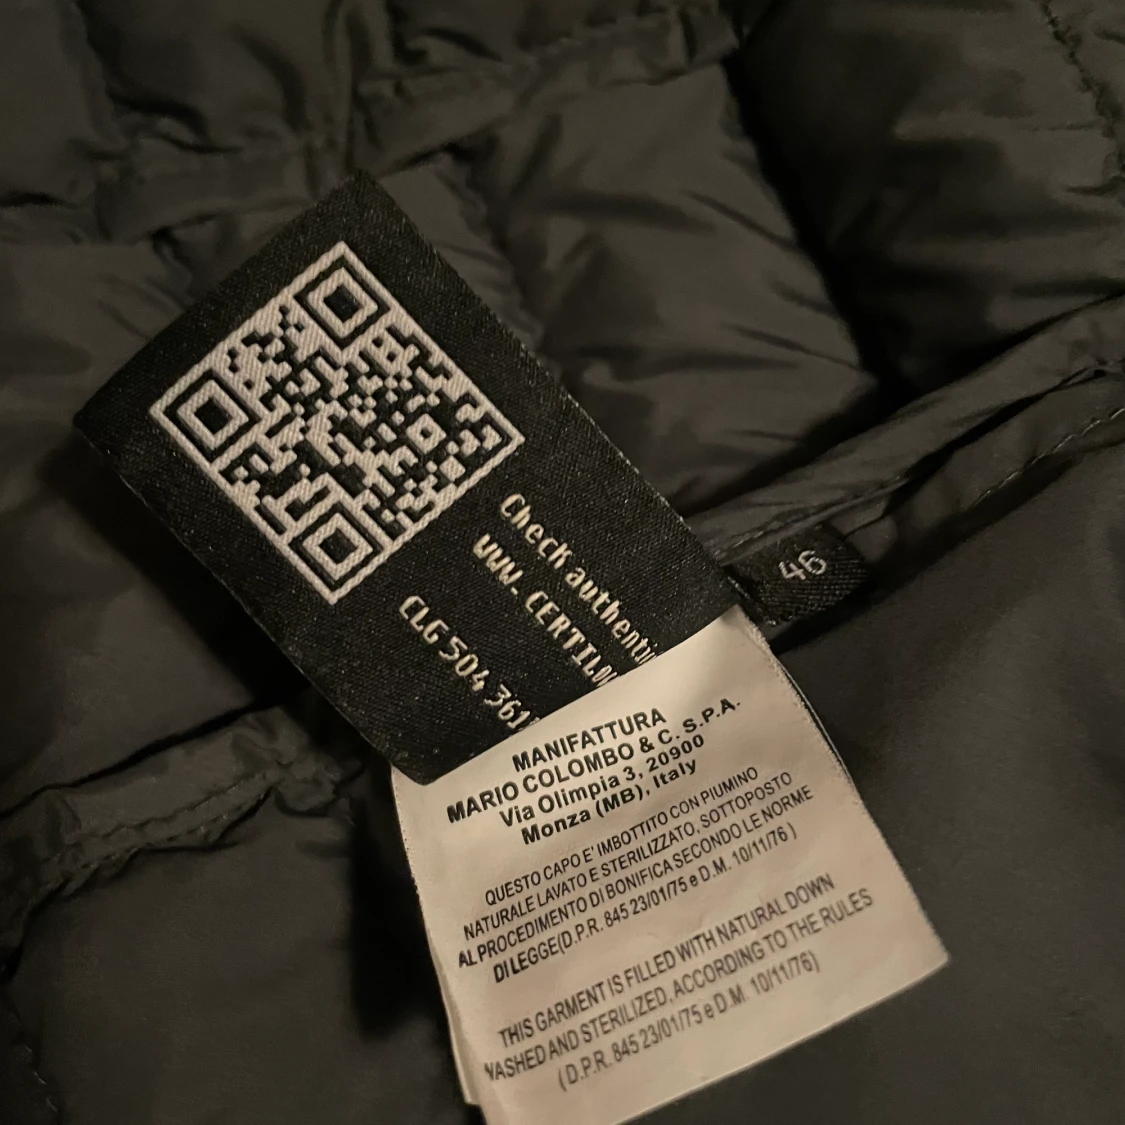 Check authenti
WWW.CERTILO
CLG 504 361
46
MANIFATTURA
MARIO COLOMBO & C. S.P.A.
Via Olimpia 3, 20900
Monza (MB), Italy
QUESTO CAPO E' IMBOTTITO CON PIUMINO
NATURALE LAVATO E STERILIZZATO, SOTTOPOSTO
AL PROCEDIMENTO DI BONIFICA SECONDO LE NORME
DI LEGGE(D.P.R. 845 23/01/75 e D.M. 10/11/76 )
THIS GARMENT IS FILLED WITH NATURAL DOWN
WASHED AND STERILIZED, ACCORDING TO THE RULES
( D.P.R. 845 23/01/75 e D.M. 10/11/76)